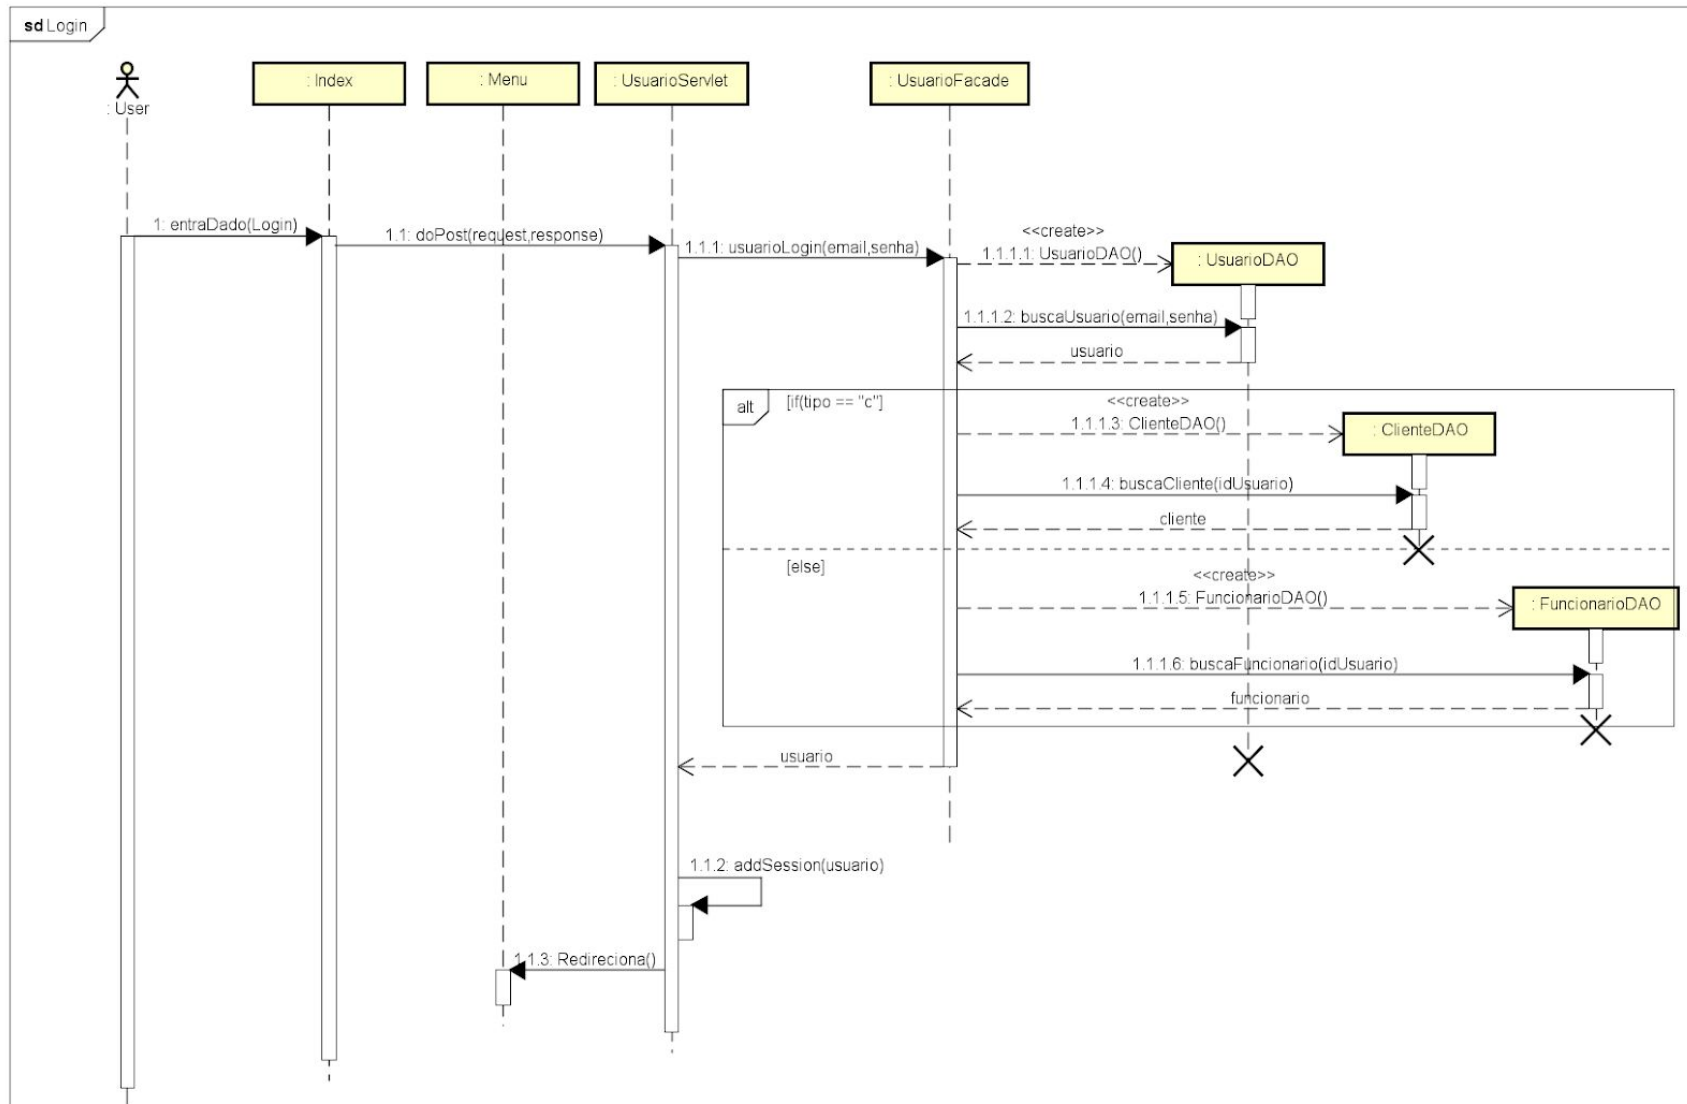 sd Login
: User
: Index
: Menu
: UsuarioServlet
: UsuarioFacade
1: entraDado(Login)
1.1: doPost(request,response)
1.1.1: usuarioLogin(email,senha)
<<create>>
1.1.1.1: UsuarioDAO()
: UsuarioDAO
1.1.1.2: buscaUsuario(email,senha)
usuario
alt
[if(tipo == "c"]
<<create>>
1.1.1.3: ClienteDAO()
: ClienteDAO
1.1.1.4: buscaCliente(idUsuario)
cliente
[else]
<<create>>
1.1.1.5: FuncionarioDAO()
: FuncionarioDAO
1.1.1.6: buscaFuncionario(idUsuario)
funcionario
usuario
1.1.2: addSession(usuario)
1.1.3: Redireciona()